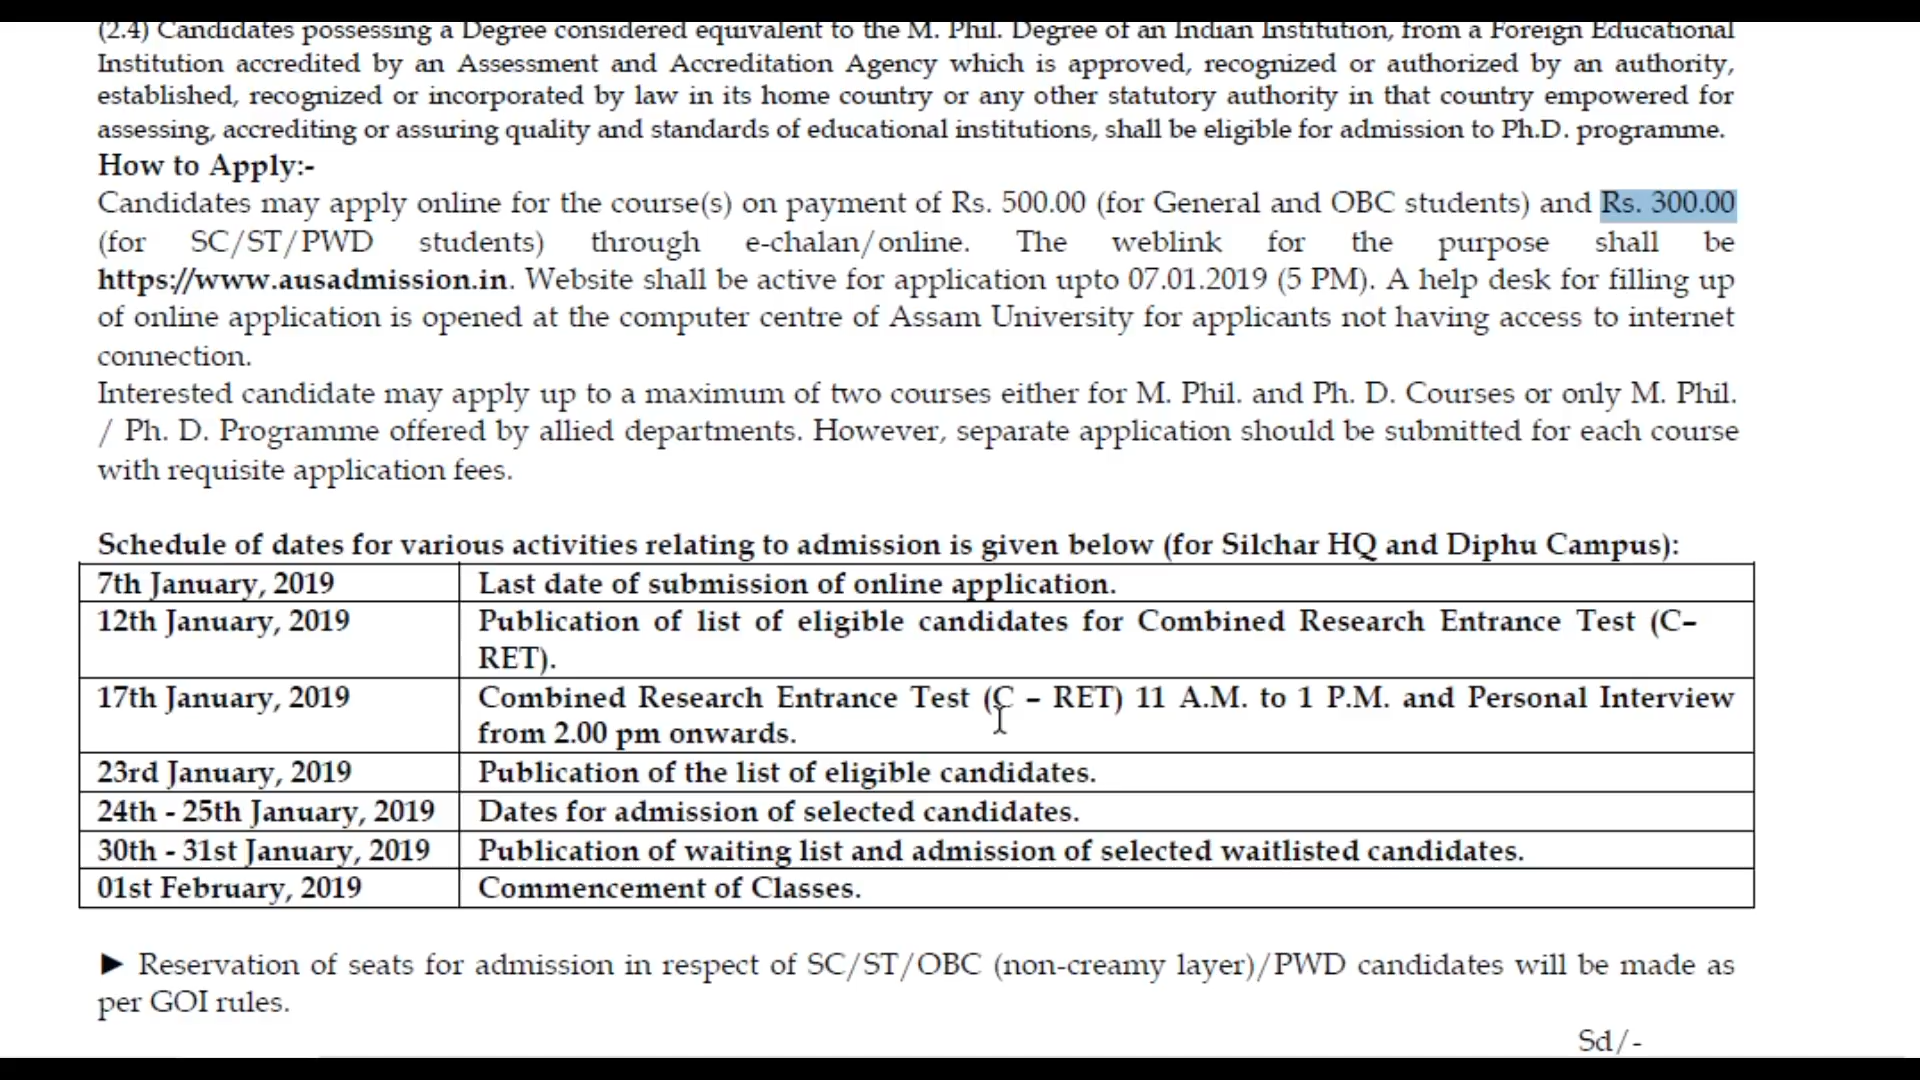 (2.4) Candidates possessing a Degree considered equivalent to the M. Phil. Degree of an Indian Institution, from a Foreign Educational
Institution accredited by an Assessment and Accreditation Agency which is approved, recognized or authorized by an authority,
established, recognized or incorporated by law in its home country or any other statutory authority in that country empowered for
assessing, accrediting or assuring quality and standards of educational institutions, shall be eligible for admission to Ph.D. programme.
How to Apply:-
Candidates may apply online for the course(s) on payment of Rs. 500.00 (for General and OBC students) and Rs. 300.00
(for SC/ST/PWD students) through e-chalan/online. The weblink for the purpose shall be
https://www.ausadmission.in. Website shall be active for application upto 07.01.2019 (5 PM). A help desk for filling up
of online application is opened at the computer centre of Assam University for applicants not having access to internet
connection.
Interested candidate may apply up to a maximum of two courses either for M. Phil. and Ph. D. Courses or only M. Phil.
/ Ph. D. Programme offered by allied departments. However, separate application should be submitted for each course
with requisite application fees.
Schedule of dates for various activities relating to admission is given below (for Silchar HQ and Diphu Campus):
7th January, 2019 Last date of submission of online application.
12th January, 2019 Publication of list of eligible candidates for Combined Research Entrance Test (C–
RET).
17th January, 2019 Combined Research Entrance Test (C – RET) 11 A.M. to 1 P.M. and Personal Interview
from 2.00 pm onwards.
23rd January, 2019 Publication of the list of eligible candidates.
24th - 25th January, 2019 Dates for admission of selected candidates.
30th - 31st January, 2019 Publication of waiting list and admission of selected waitlisted candidates.
01st February, 2019 Commencement of Classes.
► Reservation of seats for admission in respect of SC/ST/OBC (non-creamy layer)/PWD candidates will be made as
per GOI rules.
Sd/-